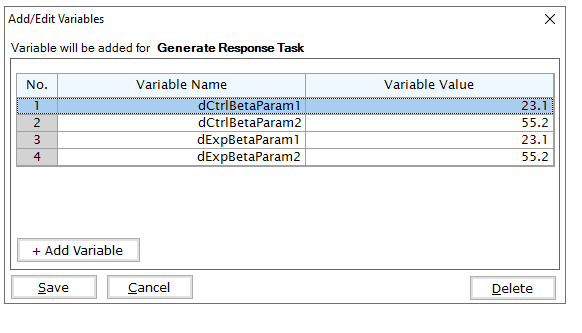 Add/Edit Variables
Variable will be added for Generate Response Task
No. Variable Name Variable Value
1 dCtrlBetaParam1 23.1
2 dCtrlBetaParam2 55.2
3 dExpBetaParam1 23.1
4 dExpBetaParam2 55.2
+ Add Variable
Save Cancel Delete